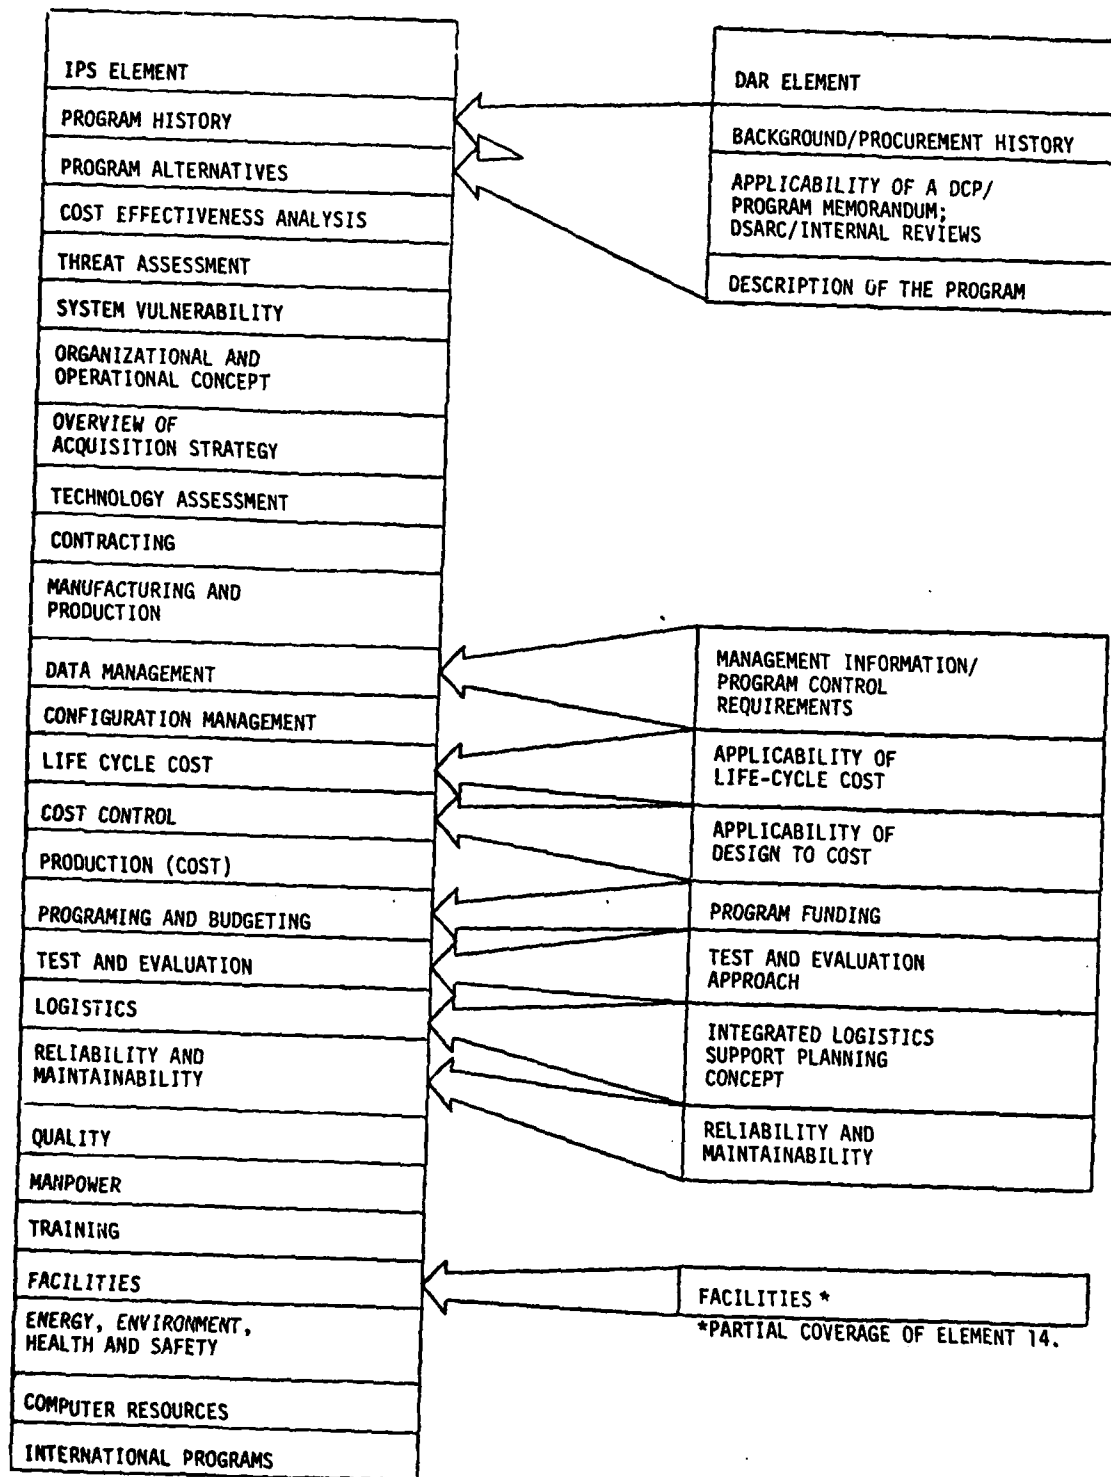 IPS ELEMENT
PROGRAM HISTORY
PROGRAM ALTERNATIVES
COST EFFECTIVENESS ANALYSIS
THREAT ASSESSMENT
SYSTEM VULNERABILITY
ORGANIZATIONAL AND
OPERATIONAL CONCEPT
OVERVIEW OF
ACQUISITION STRATEGY
TECHNOLOGY ASSESSMENT
CONTRACTING
MANUFACTURING AND
PRODUCTION
DATA MANAGEMENT
CONFIGURATION MANAGEMENT
LIFE CYCLE COST
COST CONTROL
PRODUCTION (COST)
PROGRAMING AND BUDGETING
TEST AND EVALUATION
LOGISTICS
RELIABILITY AND
MAINTAINABILITY
QUALITY
MANPOWER
TRAINING
FACILITIES
ENERGY, ENVIRONMENT,
HEALTH AND SAFETY
COMPUTER RESOURCES
INTERNATIONAL PROGRAMS
DAR ELEMENT
BACKGROUND/PROCUREMENT HISTORY
APPLICABILITY OF A DCP/
PROGRAM MEMORANDUM;
DSARC/INTERNAL REVIEWS
DESCRIPTION OF THE PROGRAM
MANAGEMENT INFORMATION/
PROGRAM CONTROL
REQUIREMENTS
APPLICABILITY OF
LIFE-CYCLE COST
APPLICABILITY OF
DESIGN TO COST
PROGRAM FUNDING
TEST AND EVALUATION
APPROACH
INTEGRATED LOGISTICS
SUPPORT PLANNING
CONCEPT
RELIABILITY AND
MAINTAINABILITY
FACILITIES *
*PARTIAL COVERAGE OF ELEMENT 14.